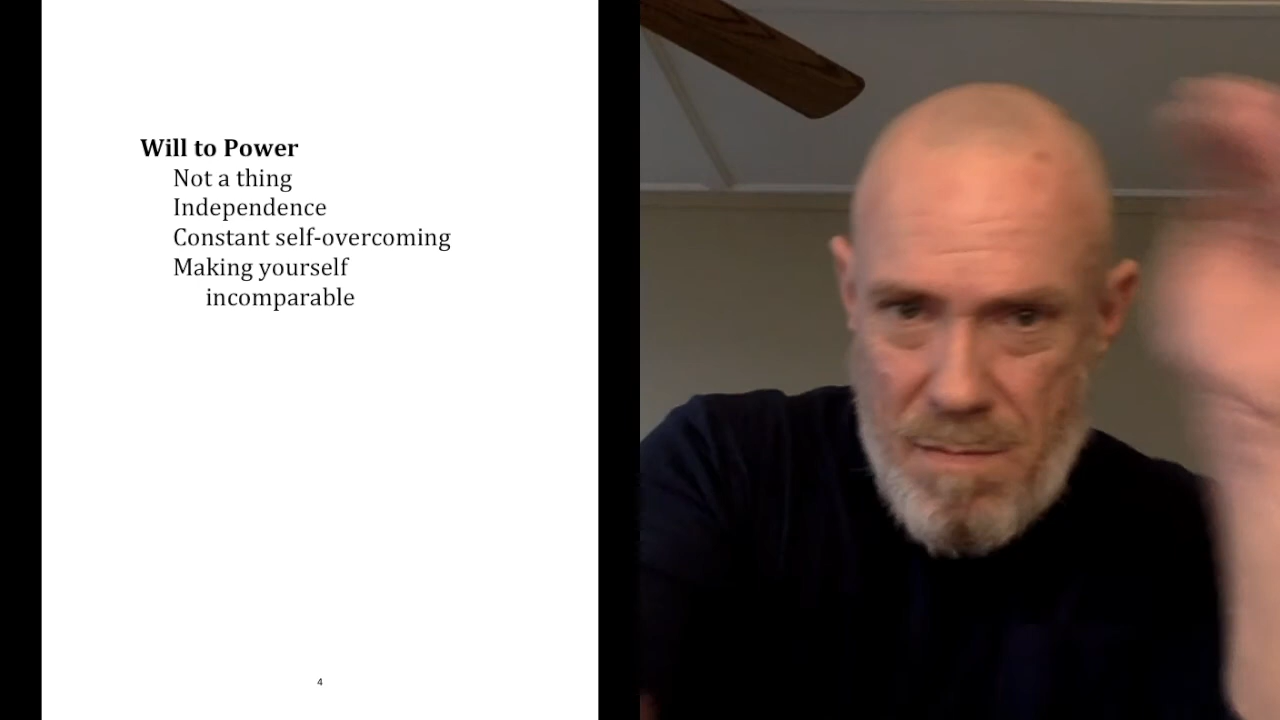 Will to Power
Not a thing
Independence
Constant self-overcoming
Making yourself
incomparable
4